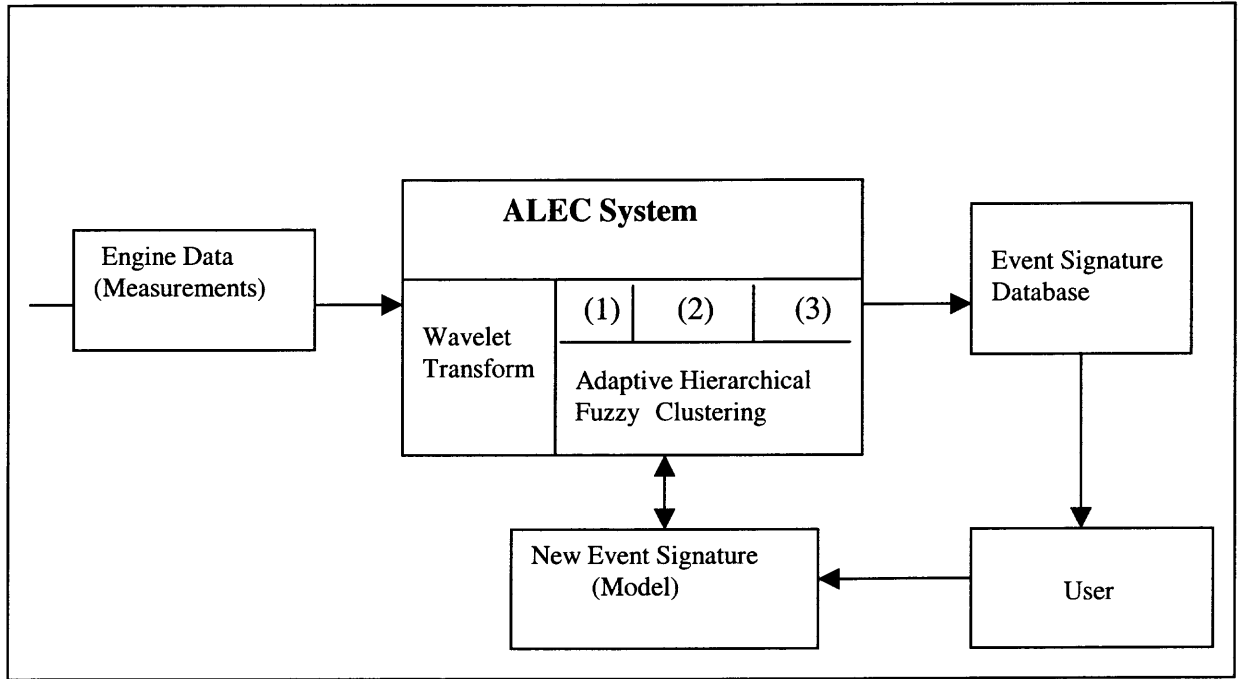 ALEC System
Engine Data
(Measurements)
Wavelet
Transform
(1) (2) (3)
Adaptive Hierarchical
Fuzzy Clustering
Event Signature
Database
New Event Signature
(Model)
User